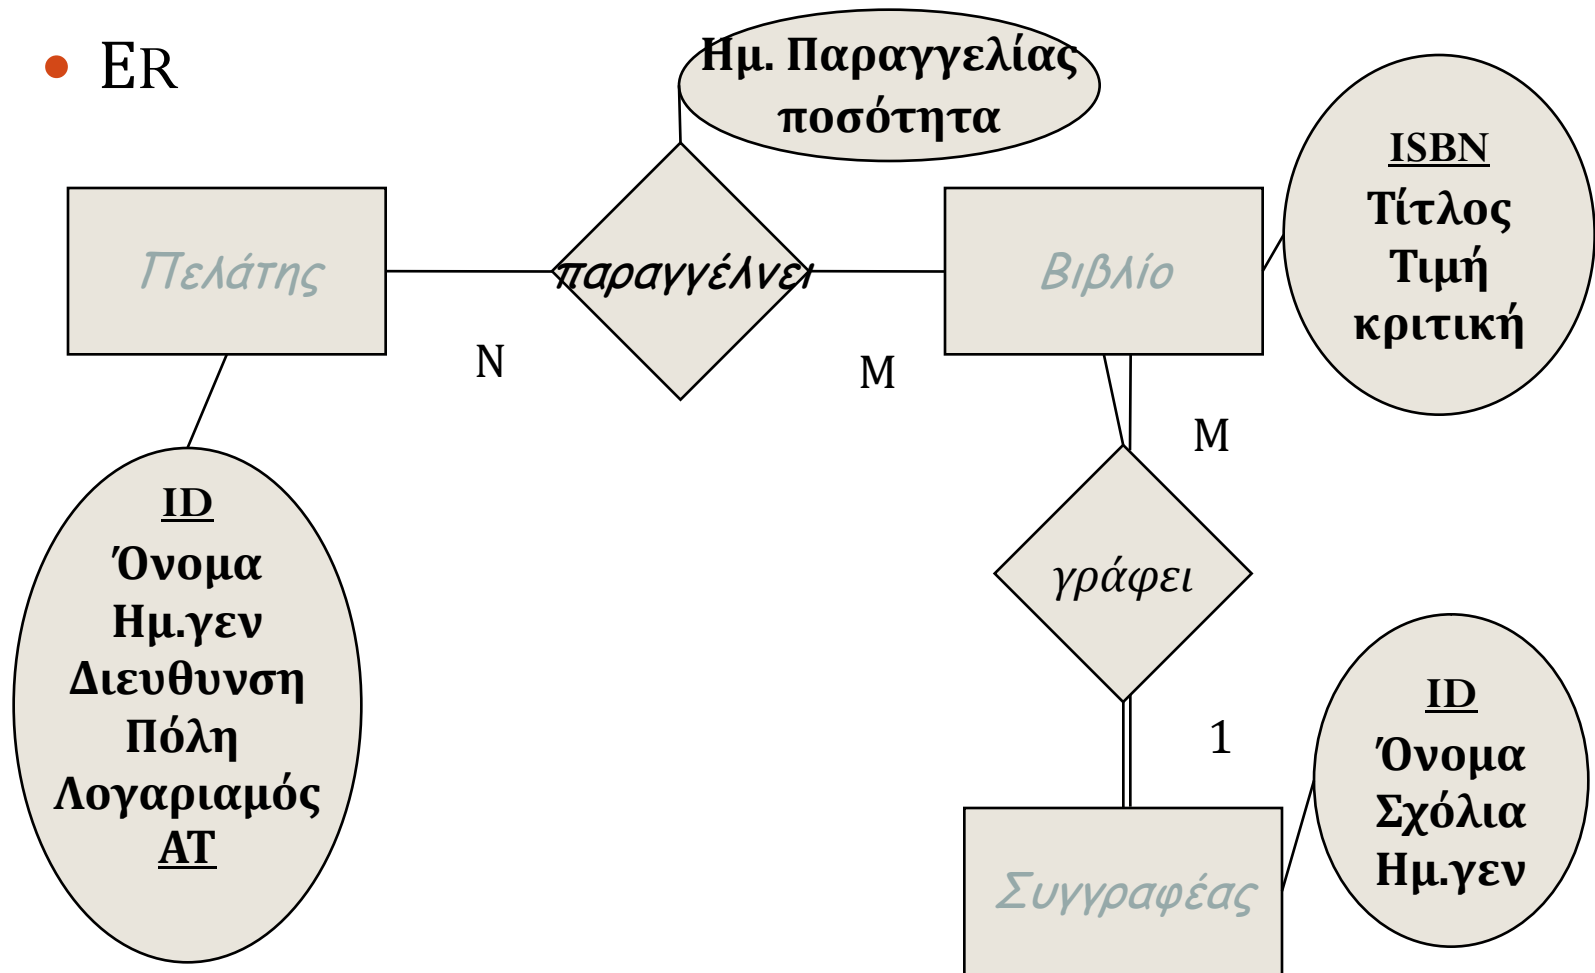 • ER
Ημ. Παραγγελίας
ποσότητα
ISBN
Τίτλος
Τιμή
κριτική
Πελάτης
παραγγέλνει
Βιβλίο
N
M
M
ID
Όνομα
Ημ.γεν
Διευθυνση
Πόλη
Λογαριαμός
ΑΤ
γράφει
1
ID
Όνομα
Σχόλια
Ημ.γεν
Συγγραφέας